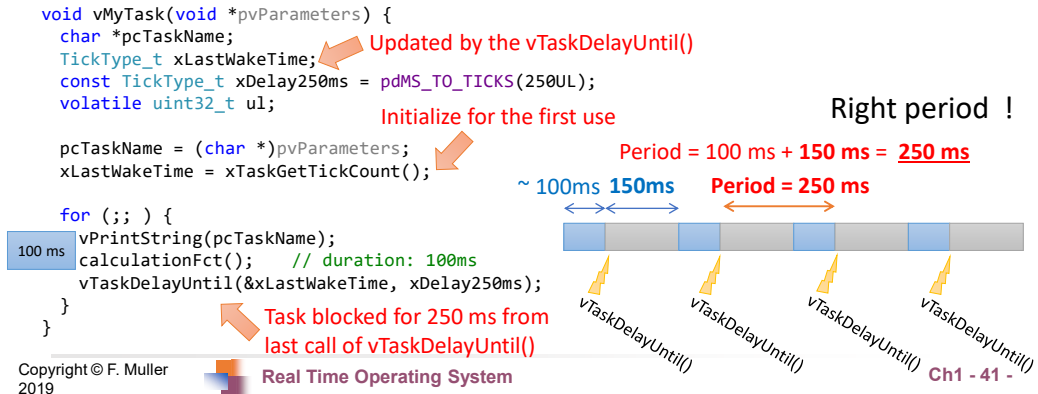 void vMyTask(void *pvParameters) {
char *pcTaskName;
TickType_t xLastWakeTime;
const TickType_t xDelay250ms = pdMS_TO_TICKS(250UL);
volatile uint32_t ul;
pcTaskName = (char *)pvParameters;
xLastWakeTime = xTaskGetTickCount();
for (;; ) {
vPrintString(pcTaskName);
calculationFct(); // duration: 100ms
vTaskDelayUntil(&xLastWakeTime, xDelay250ms);
}
}
100 ms
Updated by the vTaskDelayUntil()
Initialize for the first use
Task blocked for 250 ms from
last call of vTaskDelayUntil()
Right period !
Period = 100 ms + 150 ms = 250 ms
~ 100ms 150ms Period = 250 ms
vTaskDelayUntil()
vTaskDelayUntil()
vTaskDelayUntil()
vTaskDelayUntil()
Copyright © F. Muller
2019
Real Time Operating System
Ch1 - 41 -